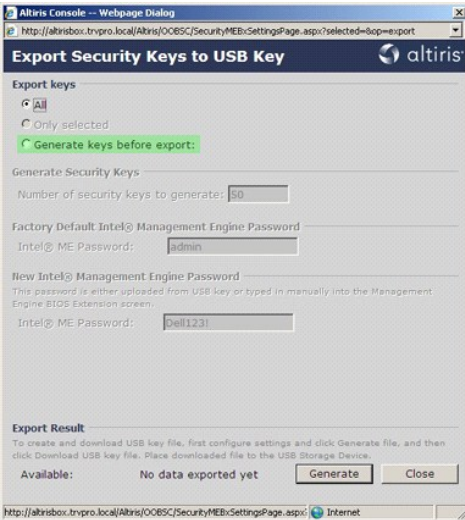 Altiris Console -- Webpage Dialog
http://altirisbox.trvpro.local/Altiris/OOBSC/SecurityMEBxSettingsPage.aspx?selected=&op=export
Export Security Keys to USB Key
altiris
Export keys
All
Only selected
Generate keys before export:
Generate Security Keys
Number of security keys to generate: 50
Factory Default Intel® Management Engine Password
Intel® ME Password: admin
New Intel® Management Engine Password
This password is either uploaded from USB key or typed in manually into the Management
Engine BIOS Extension screen.
Intel® ME Password: Dell123!
Export Result
To create and download USB key file, first configure settings and click Generate file, and then
click Download USB key file. Place downloaded file to the USB Storage Device.
Available: No data exported yet Generate Close
http://altirisbox.trvpro.local/Altiris/OOBSC/SecurityMEBxSettingsPage.aspx? Internet